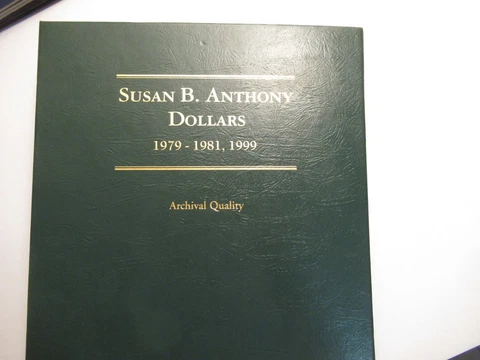 SUSAN B. ANTHONY
DOLLARS
1979 - 1981, 1999
Archival Quality